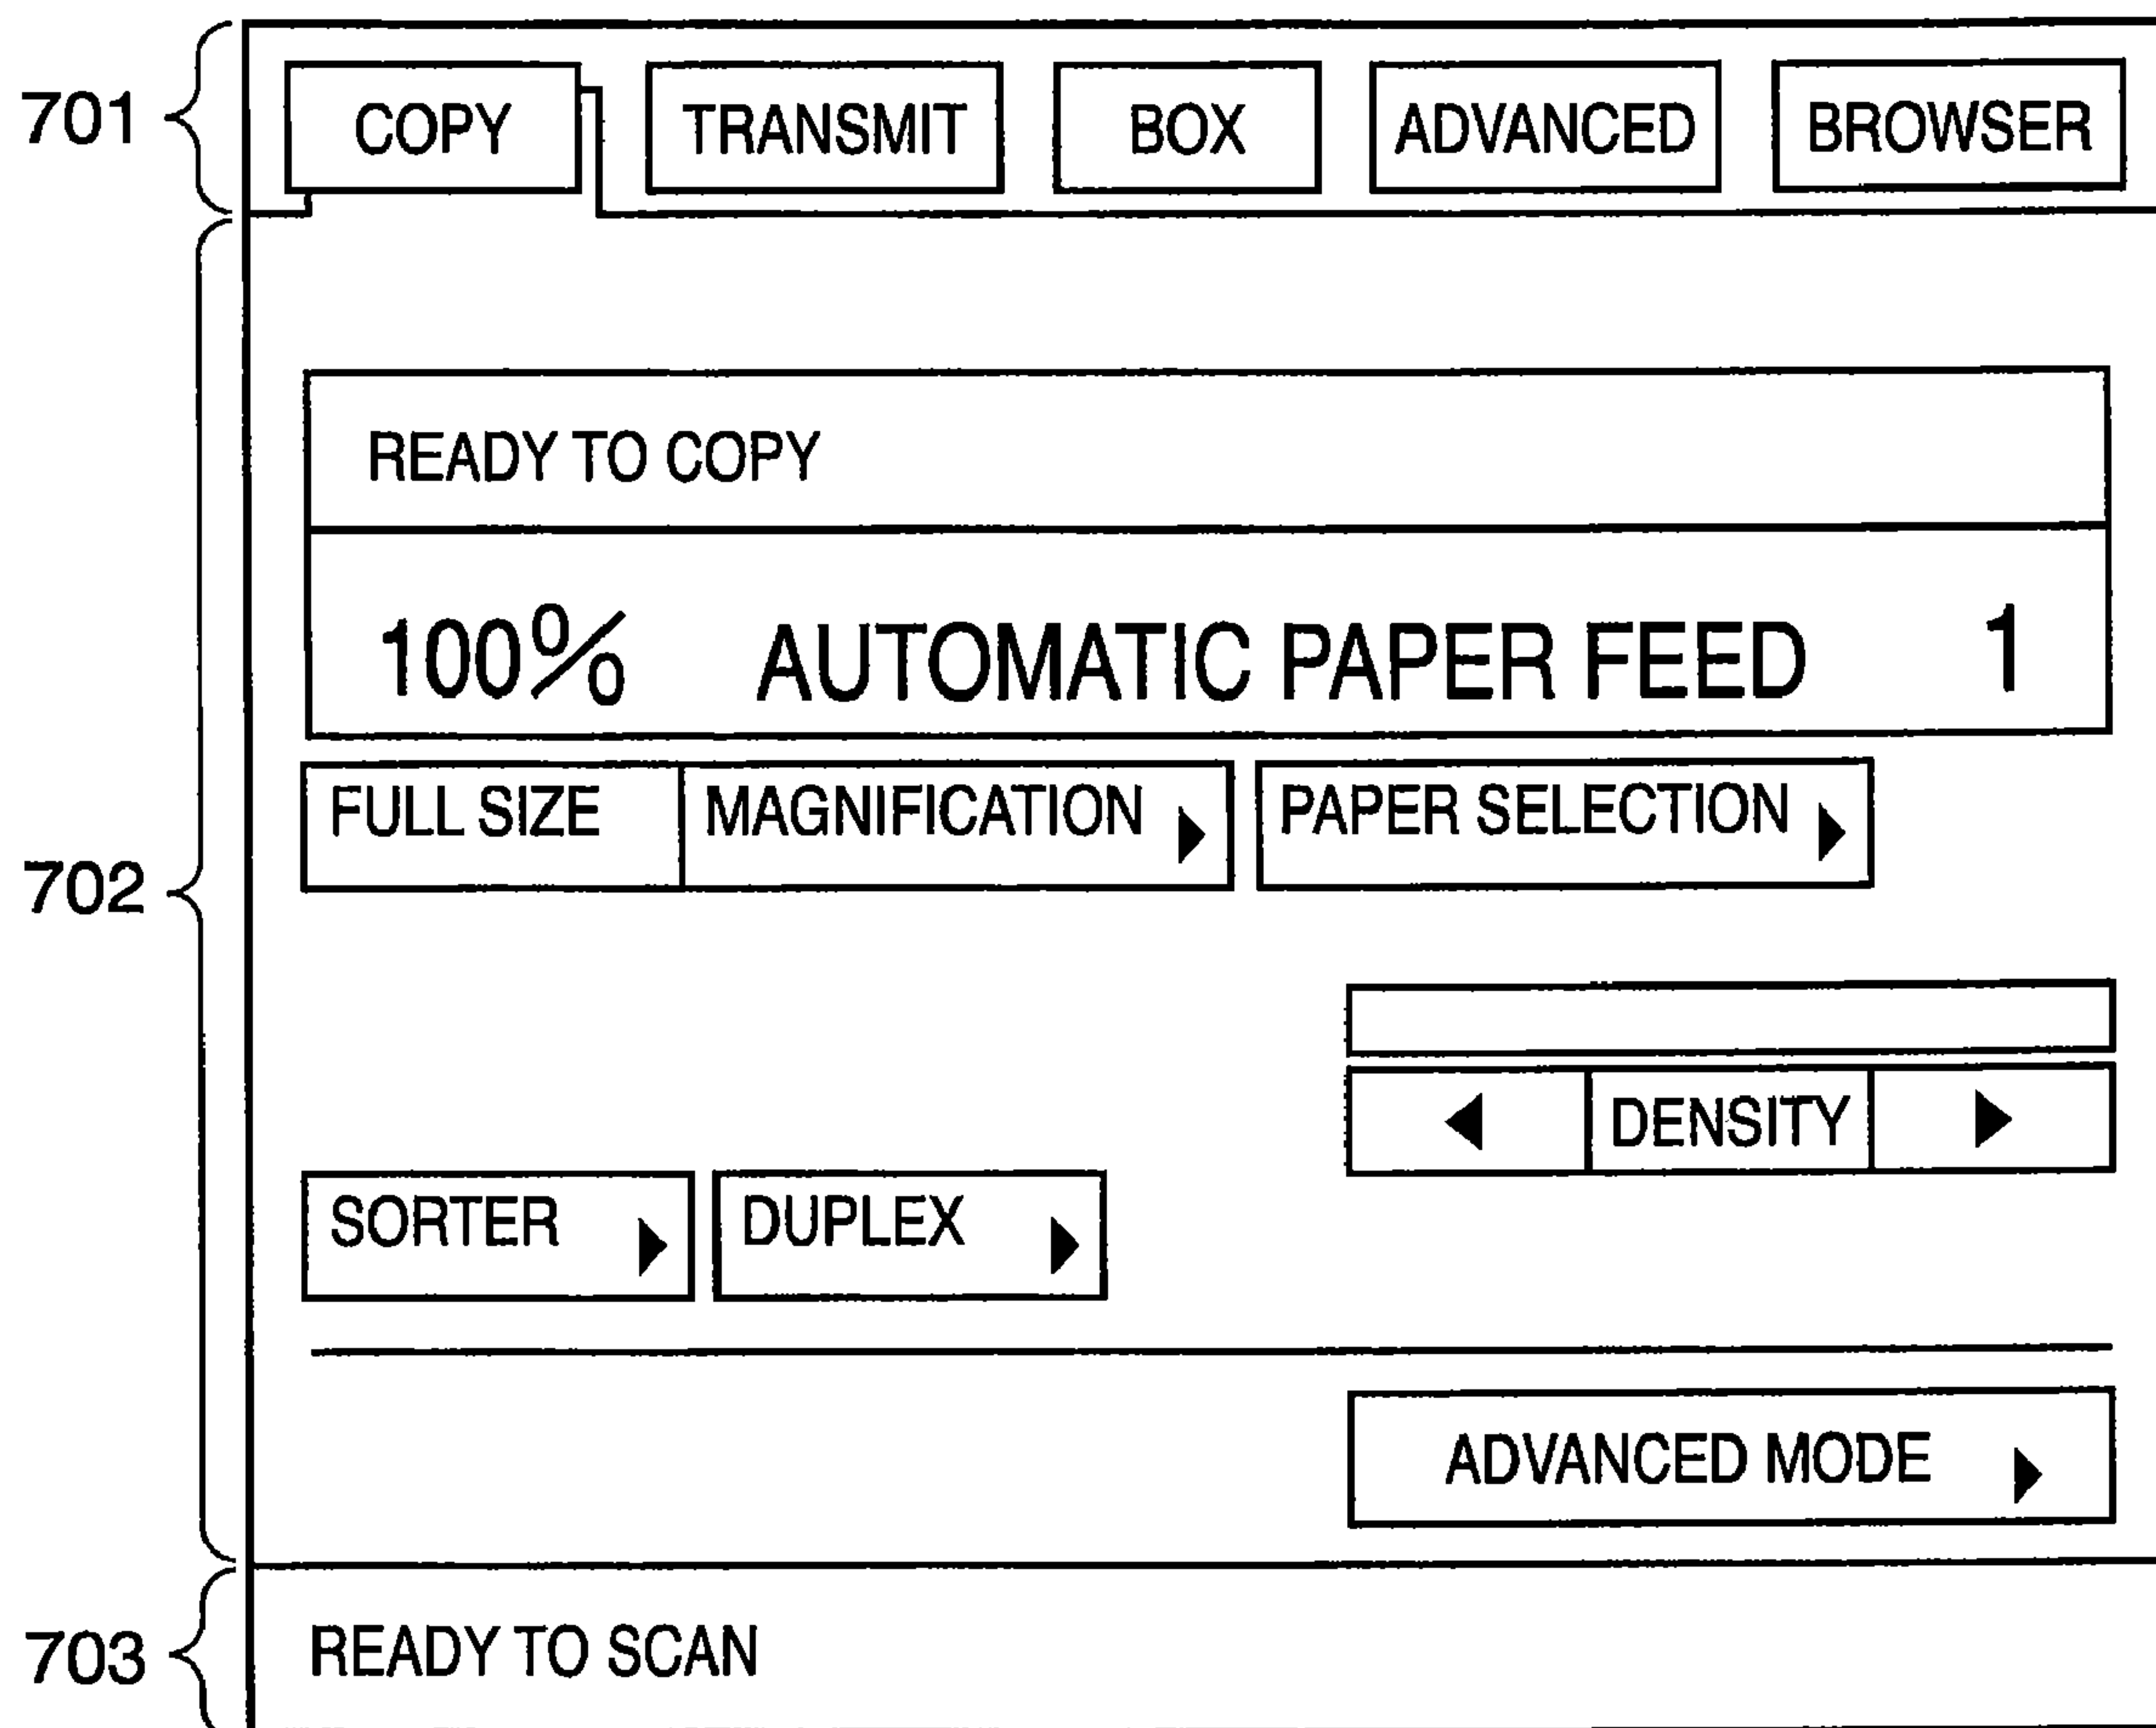 701 COPY TRANSMIT BOX ADVANCED BROWSER
READY TO COPY
100% AUTOMATIC PAPER FEED 1
FULL SIZE MAGNIFICATION PAPER SELECTION
702
DENSITY
SORTER DUPLEX
ADVANCED MODE
703 READY TO SCAN